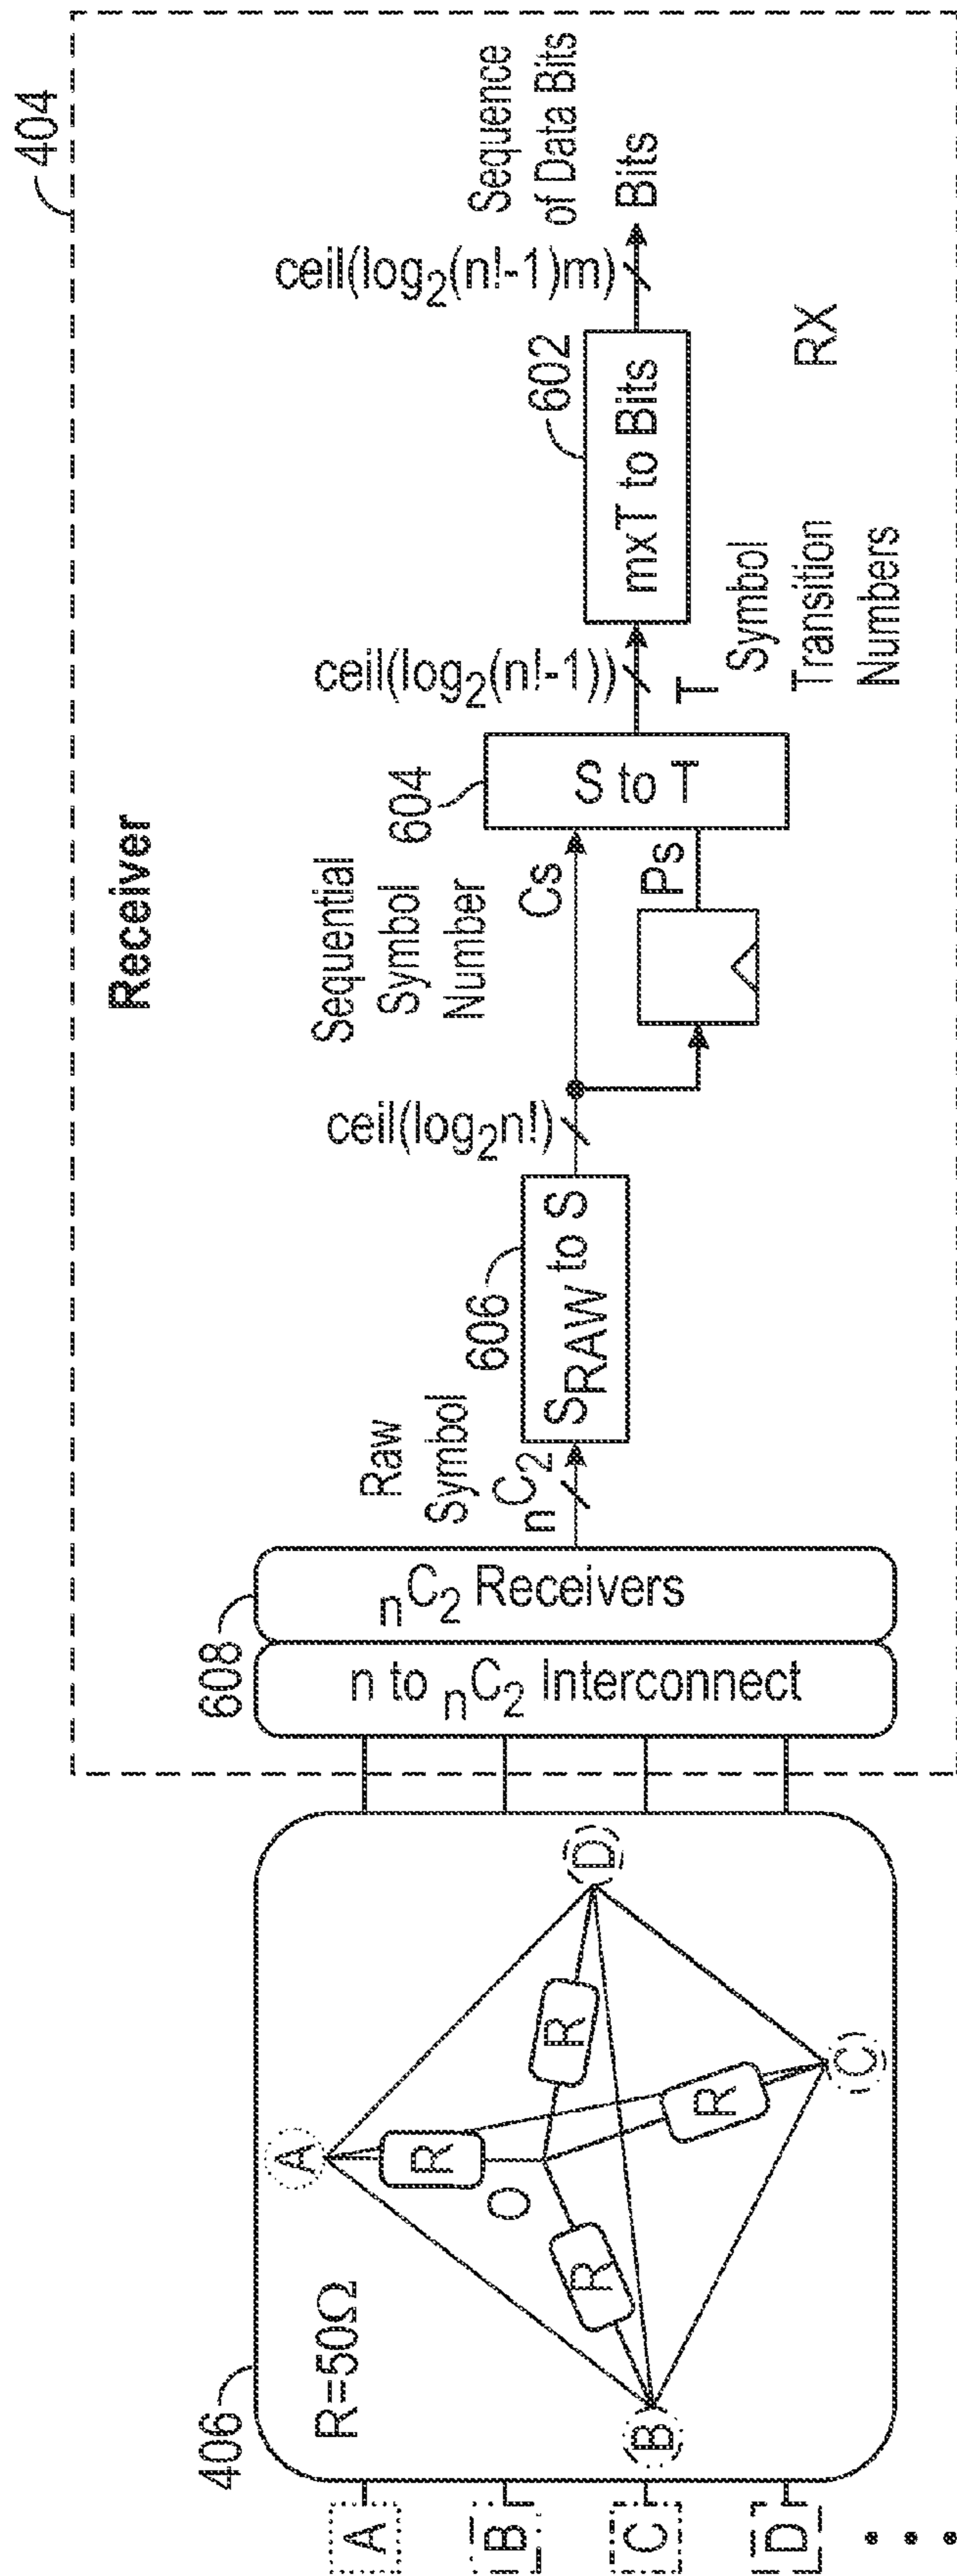 Receiver
404
406
R=50Ω
A
B
C
D
A
R
O
R
R
R
B
C
D
608
n to nC2 Interconnect
nC2 Receivers
Raw
Symbol
nC2
606
SRAW to S
ceil(log2n!)
Sequential
Symbol
Number
Cs
Ps
604
S to T
ceil(log2(n!-1))
T
Symbol
Transition
Numbers
602
mxT to Bits
ceil(log2(n!-1)m)
Sequence
of Data Bits
Bits
RX